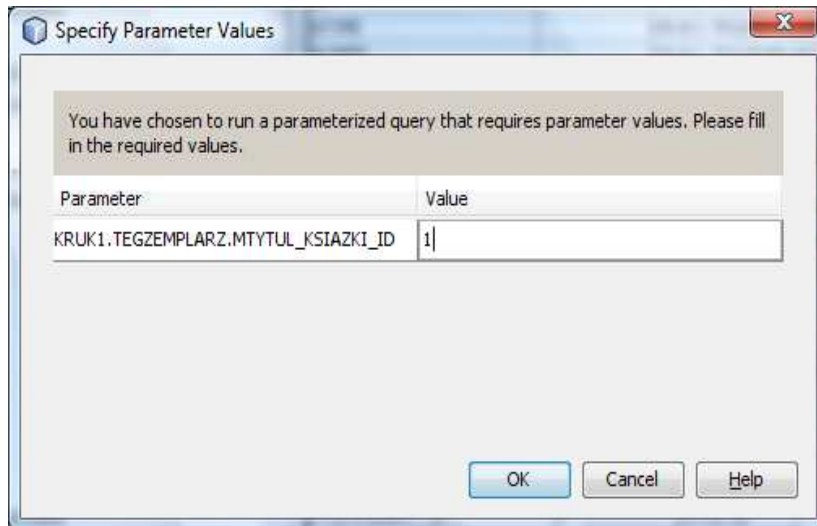 Specify Parameter Values
You have chosen to run a parameterized query that requires parameter values. Please fill
in the required values.
Parameter Value
KRUK1.TEGZEMPLARZ.MTYTUL_KSIAZKI_ID 1
OK Cancel Help